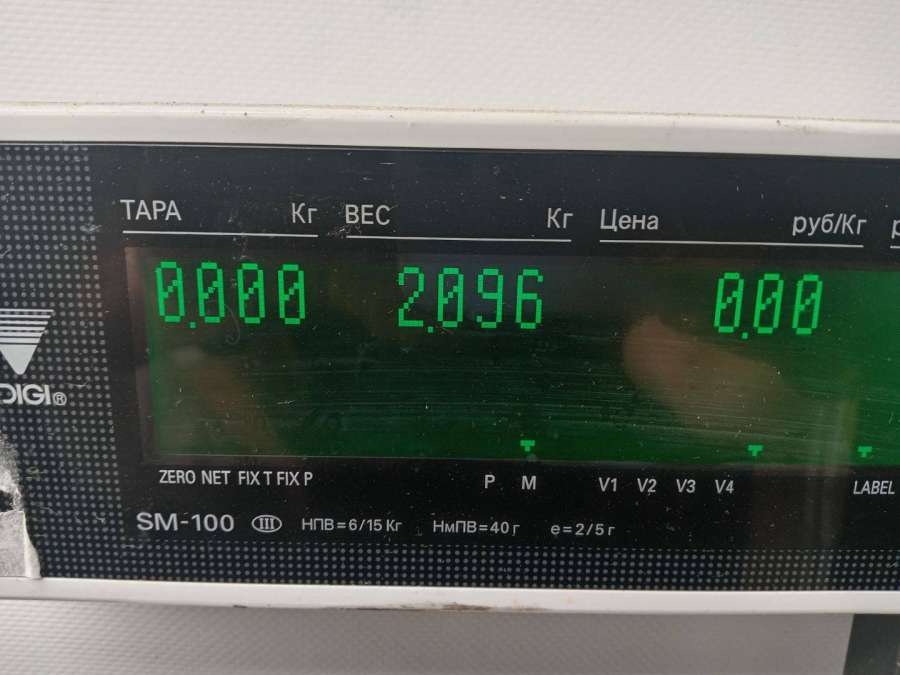 ТАРА Кг ВЕС Кг Цена руб/Кг
0.000 2.096 0.00
DIGI®
ZERO NET FIX T FIX P P M V1 V2 V3 V4 LABEL
SM-100 III НПВ=6/15 Кг НмПВ=40 г e=2/5 г